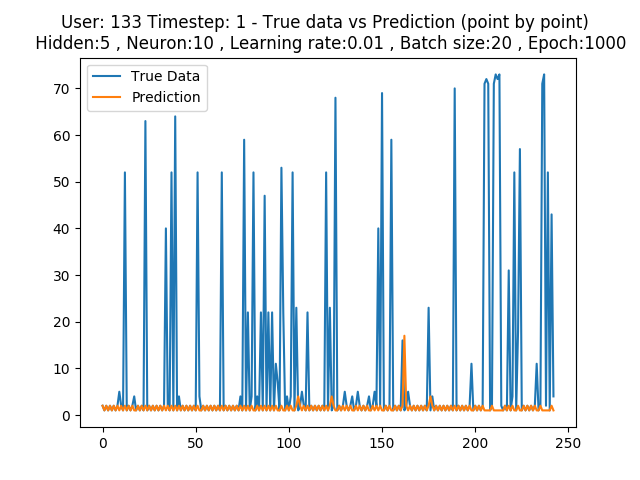 User: 133 Timestep: 1 - True data vs Prediction (point by point)
Hidden:5 , Neuron:10 , Learning rate:0.01 , Batch size:20 , Epoch:1000
True Data
Prediction
70
60
50
40
30
20
10
0
0 50 100 150 200 250